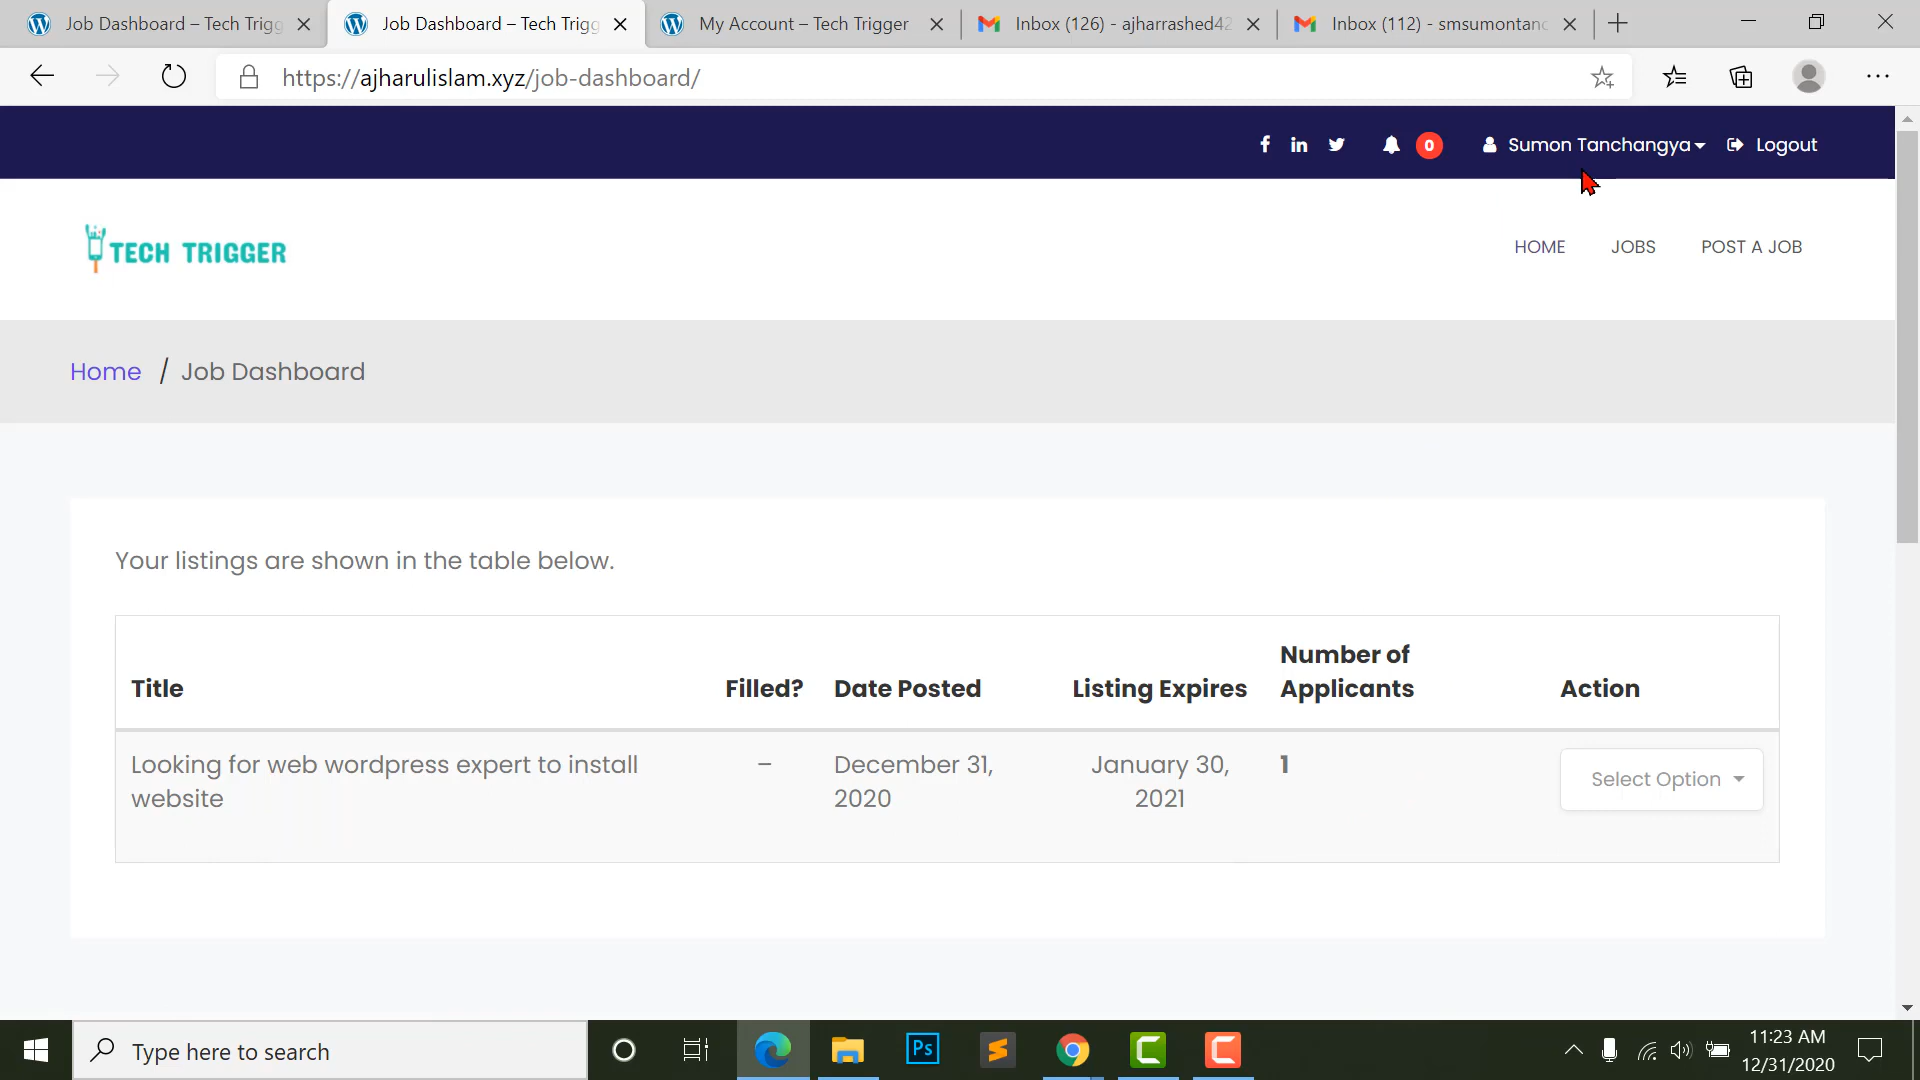 Job Dashboard – Tech Trigg
Job Dashboard – Tech Trigg
My Account – Tech Trigger
Inbox (126) - ajharrashed42
Inbox (112) - smsumontanc
https://ajharulislam.xyz/job-dashboard/
0
Sumon Tanchangya
Logout
TECH TRIGGER
HOME
JOBS
POST A JOB
Home / Job Dashboard
Your listings are shown in the table below.
Title
Filled?
Date Posted
Listing Expires
Number of
Applicants
Action
Looking for web wordpress expert to install
website
–
December 31,
2020
January 30,
2021
1
Select Option
Type here to search
Ps
11:23 AM
12/31/2020